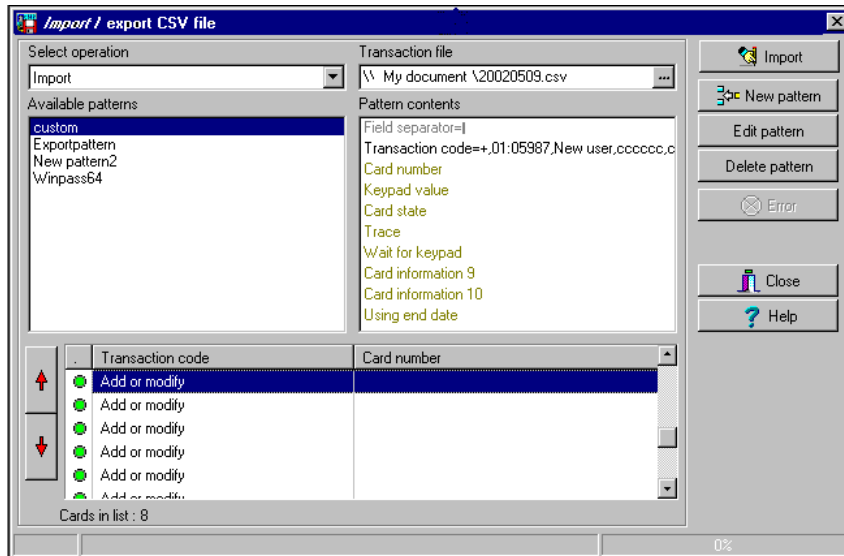 Import / export CSV file
Select operation
Import
Transaction file
\\ My document \20020509.csv
...
Available patterns
custom
Exportpattern
New pattern2
Winpass64
Pattern contents
Field separator=|
Transaction code=+,01:05987,New user,cccccc,c
Card number
Keypad value
Card state
Trace
Wait for keypad
Card information 9
Card information 10
Using end date
Import
New pattern
Edit pattern
Delete pattern
Error
Close
Help
. Transaction code Card number
Add or modify
Add or modify
Add or modify
Add or modify
Add or modify
Add or modify
Cards in list : 8
0%